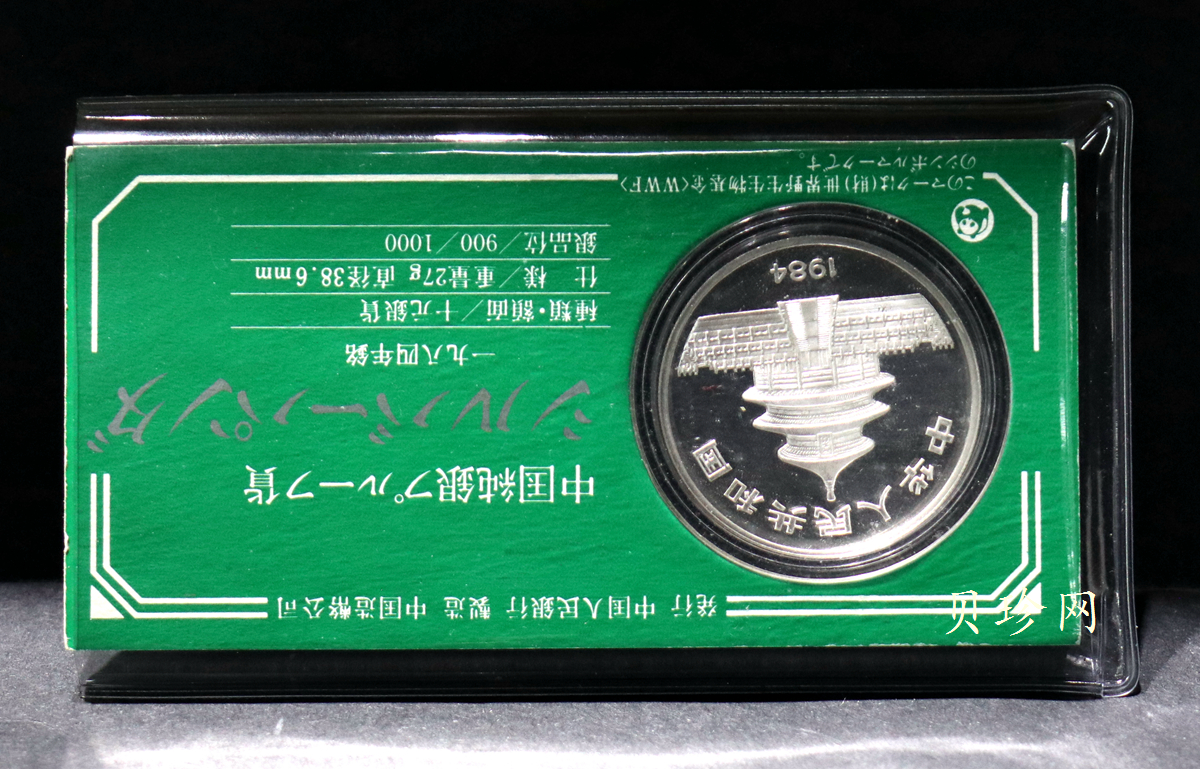 発行 中国人民銀行 製造 中国造幣公司
中国純銀プルーフ貨
シルバーパンダ
一九八四年銘
種類・額面／十元銀貨
仕 様／重量27g 直径38.6mm
銀品位／900／1000
中华人民共和国
1984
このマークは(財)世界野生生物基金〈WWF〉
のシンボルマークです。
贝珍网